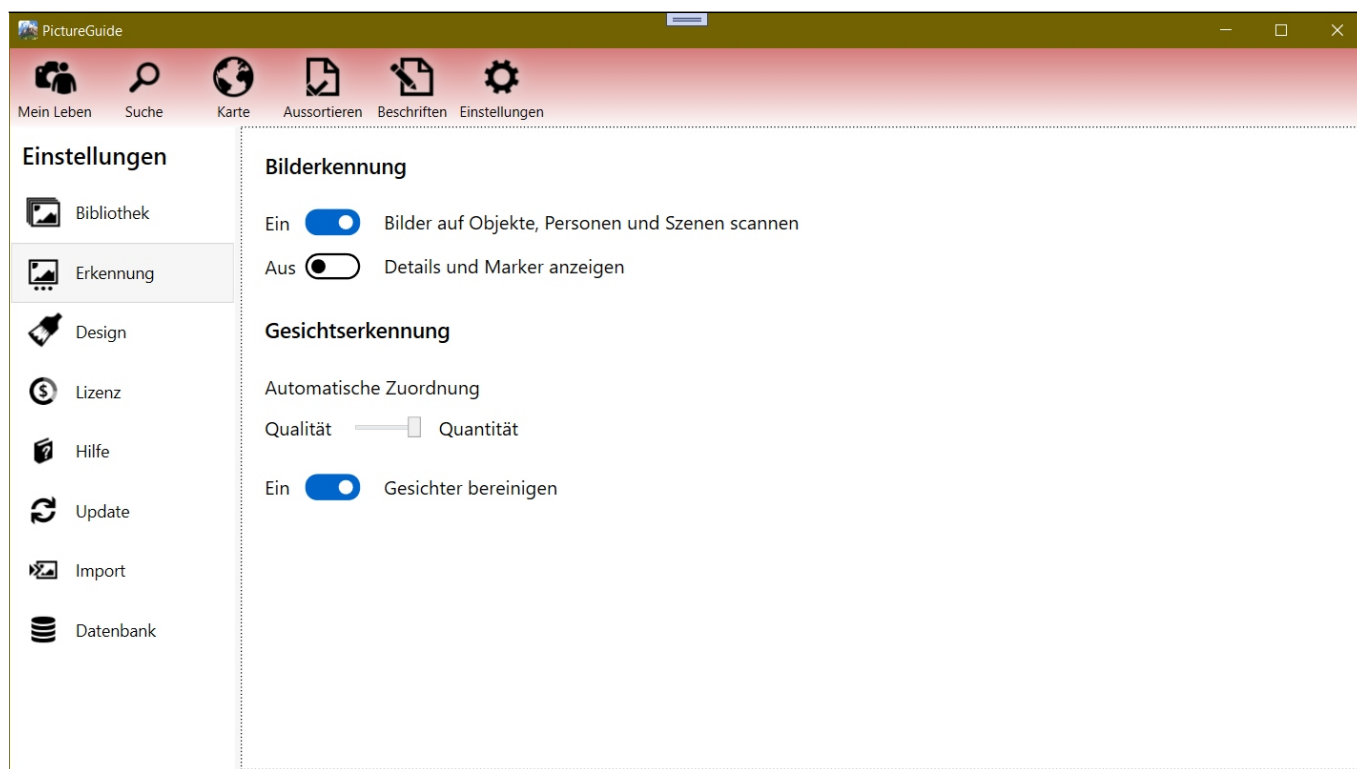 PictureGuide
Mein Leben Suche Karte Aussortieren Beschriften Einstellungen
Einstellungen
Bibliothek
Erkennung
Design
Lizenz
Hilfe
Update
Import
Datenbank
Bilderkennung
Ein Bilder auf Objekte, Personen und Szenen scannen
Aus Details und Marker anzeigen
Gesichtserkennung
Automatische Zuordnung
Qualität Quantität
Ein Gesichter bereinigen